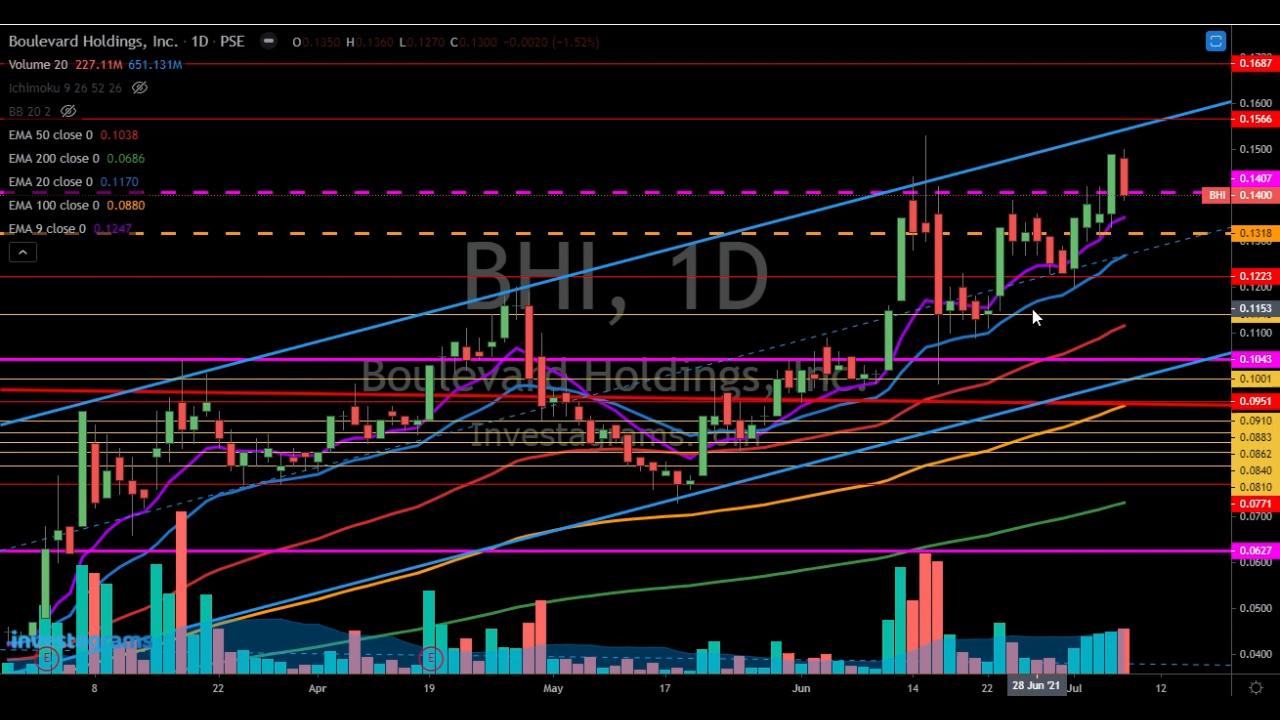 Boulevard Holdings, Inc. · 1D · PSE O0.1350 H0.1360 L0.1270 C0.1300 -0.0020 (-1.52%)
Volume 20 227.11M 651.131M
Ichimoku 9 26 52 26
BB 20 2
EMA 50 close 0 0.1038
EMA 200 close 0 0.0686
EMA 20 close 0 0.1170
EMA 100 close 0 0.0880
EMA 9 close 0 0.1247
BHI, 1D
Boulevard Holdings, Inc.
Investagrams.com
investagrams
E
E
0.1687
0.1600
0.1566
0.1500
0.1407
BHI 0.1400
0.1318
0.1223
0.1200
0.1153
0.1100
0.1043
0.1001
0.0951
0.0910
0.0883
0.0862
0.0840
0.0810
0.0771
0.0700
0.0627
0.0600
0.0500
0.0400
8 22 Apr 19 May 17 Jun 14 22 28 Jun '21 Jul 12